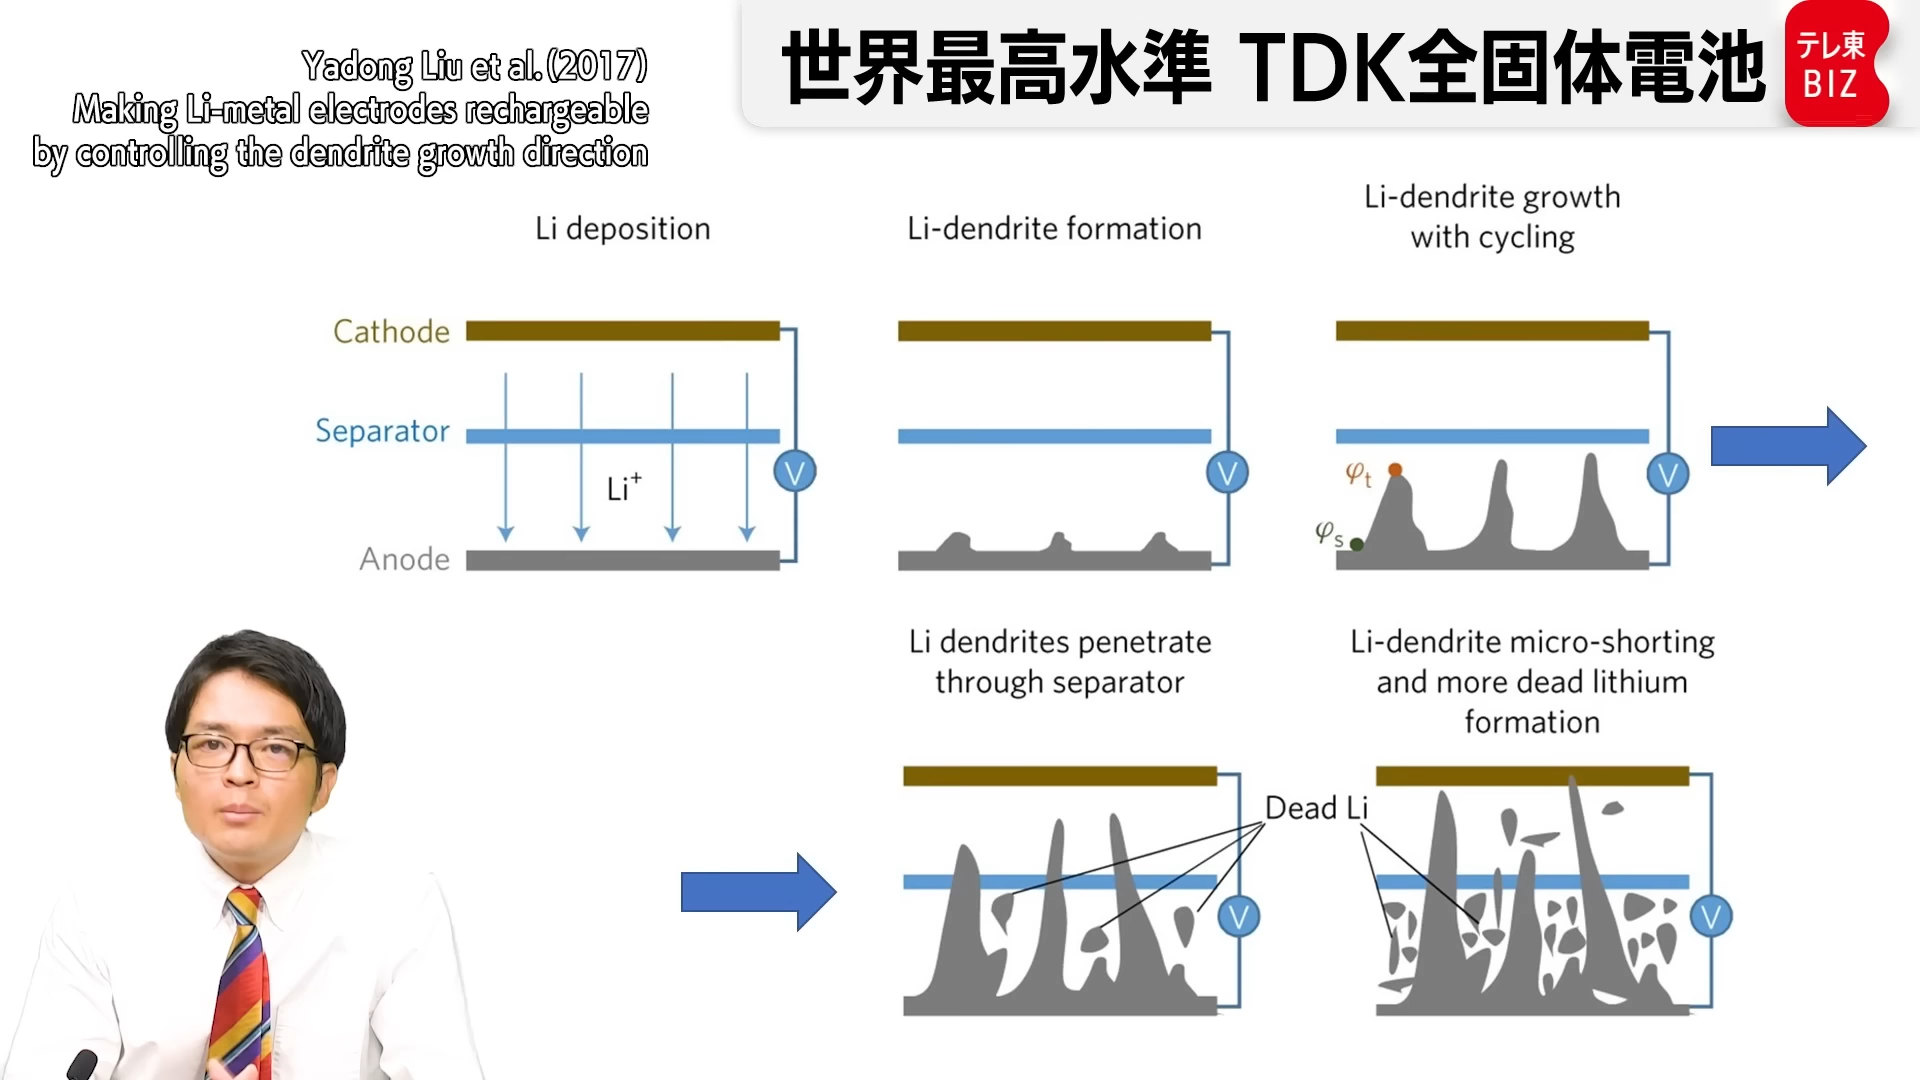 Yadong Liu et al. (2017)
Making Li-metal electrodes rechargeable
by controlling the dendrite growth direction
世界最高水準 TDK全固体電池
テレ東
BIZ
Li deposition
Li-dendrite formation
Li-dendrite growth
with cycling
Cathode
Separator
Li⁺
Anode
V
V
φt
φs
V
Li dendrites penetrate
through separator
Li-dendrite micro-shorting
and more dead lithium
formation
Dead Li
V
V